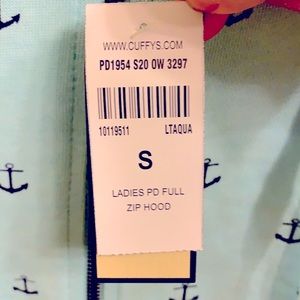 WWW.CUFFYS.COM
PD1954 S20 OW 3297
10119511 LTAQUA
S
LADIES PD FULL
ZIP HOOD